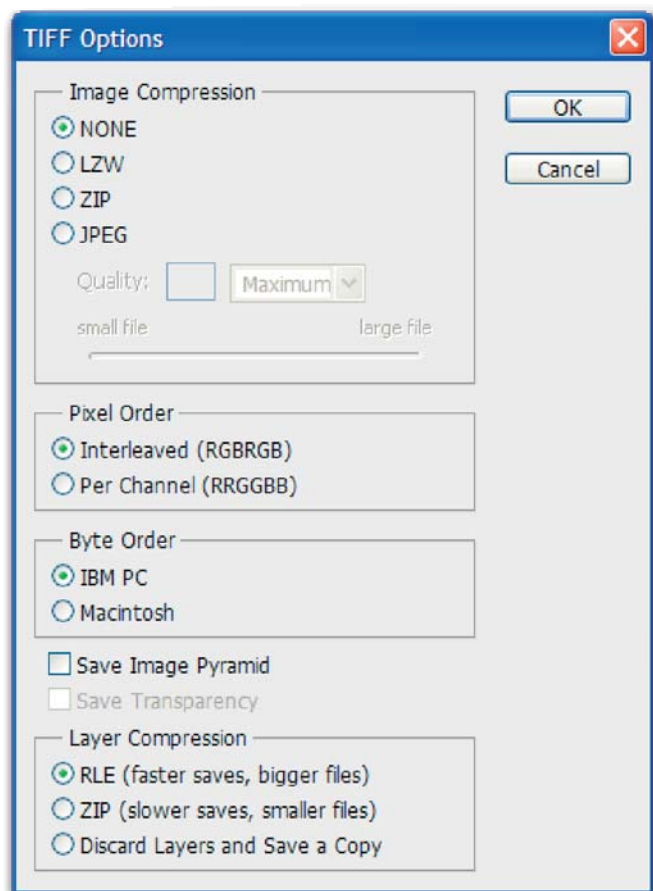 TIFF Options
Image Compression
NONE
LZW
ZIP
JPEG
Quality:
Maximum
small file
large file
OK
Cancel
Pixel Order
Interleaved (RGBRGB)
Per Channel (RRGGBB)
Byte Order
IBM PC
Macintosh
Save Image Pyramid
Save Transparency
Layer Compression
RLE (faster saves, bigger files)
ZIP (slower saves, smaller files)
Discard Layers and Save a Copy